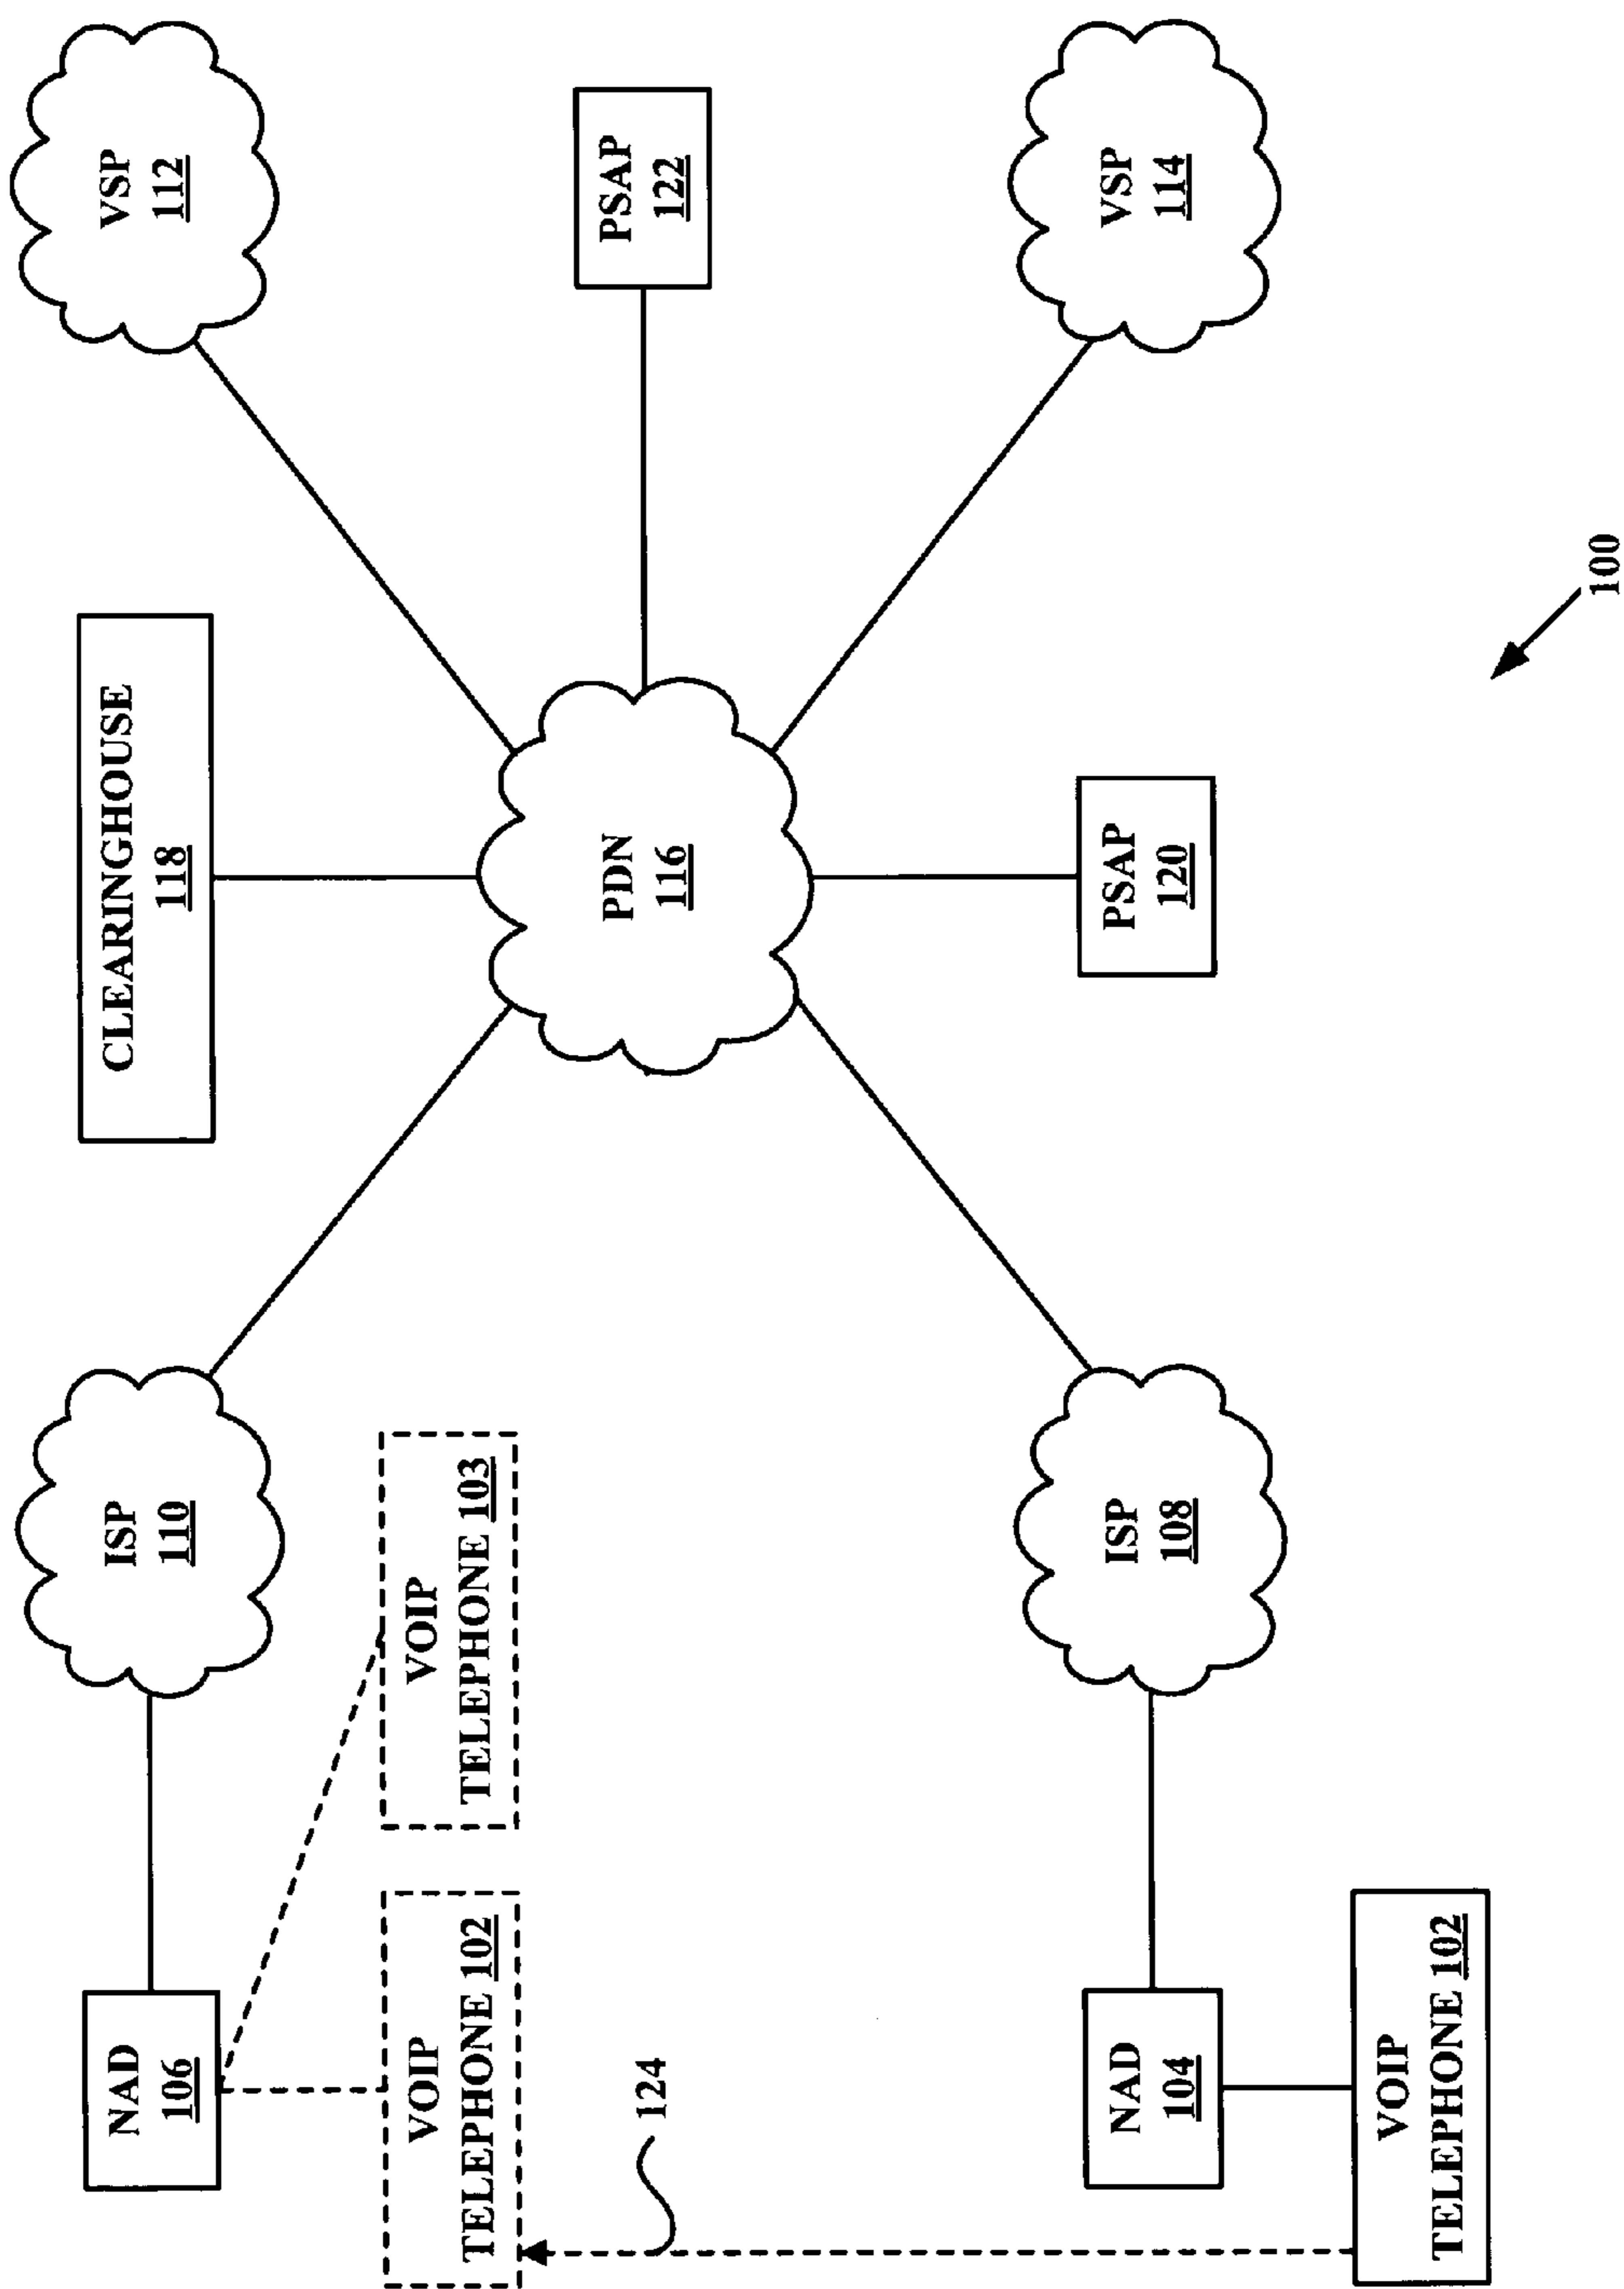 NAD
106
ISP
110
CLEARINGHOUSE
118
VSP
112
VOIP
TELEPHONE 102
VOIP
TELEPHONE 103
PDN
116
PSAP
122
124
NAD
104
ISP
108
PSAP
120
VSP
114
VOIP
TELEPHONE 102
100